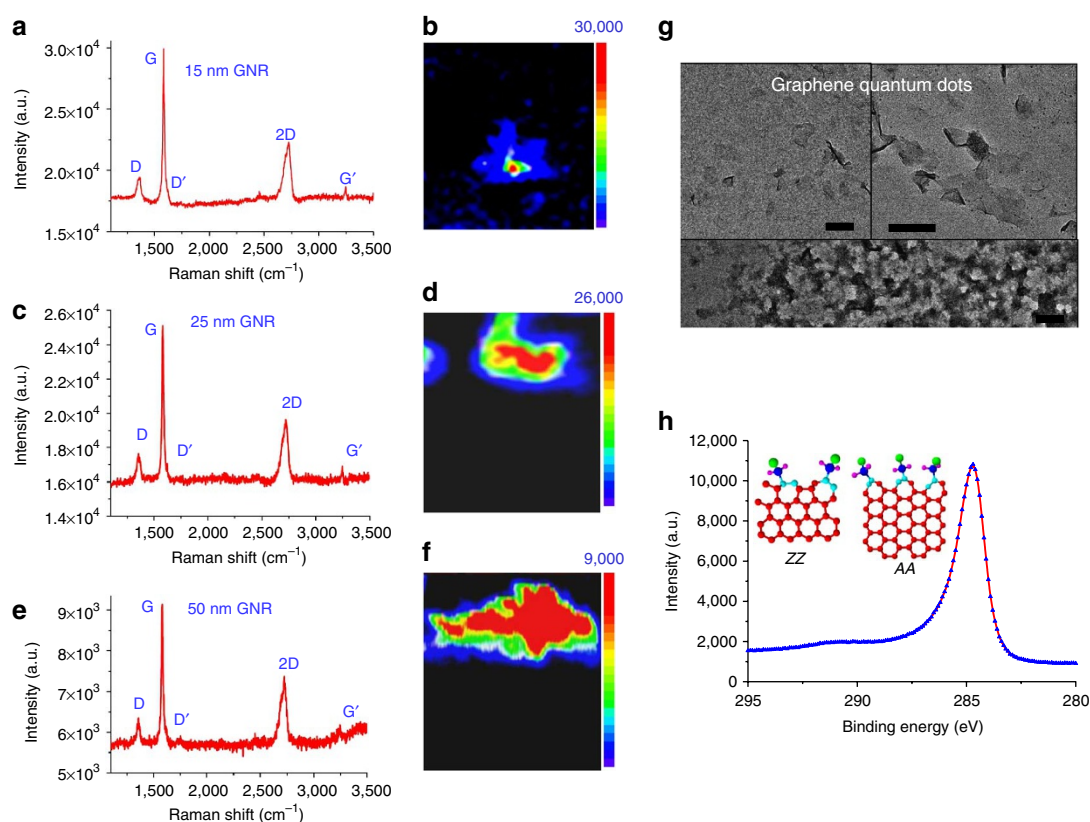 a
3.0×10⁴
2.5×10⁴
2.0×10⁴
1.5×10⁴
Intensity (a.u.)
G
15 nm GNR
D
D′
2D
G′
1,500
2,000
2,500
3,000
3,500
Raman shift (cm⁻¹)
b
30,000
c
2.6×10⁴
2.4×10⁴
2.2×10⁴
2.0×10⁴
1.8×10⁴
1.6×10⁴
1.4×10⁴
Intensity (a.u.)
G
25 nm GNR
D
D′
2D
G′
1,500
2,000
2,500
3,000
3,500
Raman shift (cm⁻¹)
d
26,000
e
9×10³
8×10³
7×10³
6×10³
5×10³
Intensity (a.u.)
G
50 nm GNR
D
D′
2D
G′
1,500
2,000
2,500
3,000
3,500
Raman shift (cm⁻¹)
f
9,000
g
Graphene quantum dots
h
12,000
10,000
8,000
6,000
4,000
2,000
0
Intensity (a.u.)
ZZ
AA
295
290
285
280
Binding energy (eV)